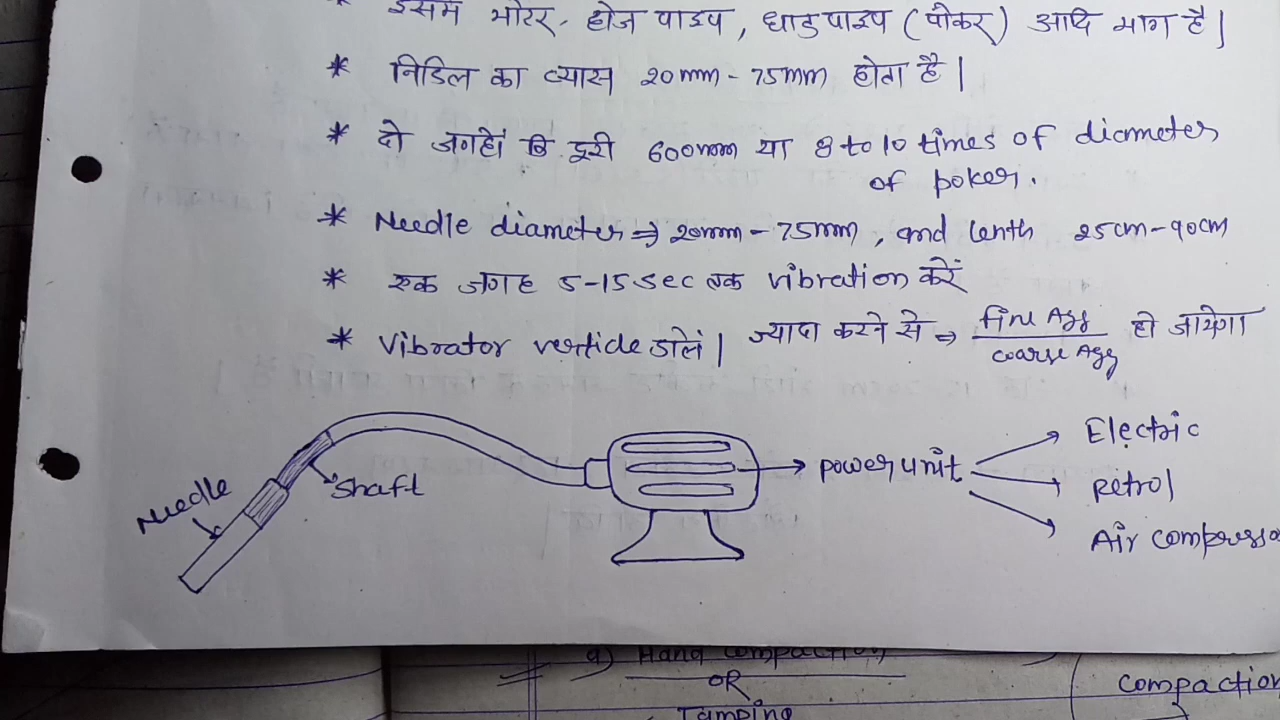 * इसमें मोटर, होज पाइप, धातु पाइप (पोकर) आदि भाग है।
* निडिल का व्यास 20mm - 75mm होता है।
* दो जगहों कि दूरी 600mm या 8 to 10 times of diameter
of poker.
* Needle diameter ⇒ 20mm - 75mm, and lenth 25cm - 90cm
* एक जगह 5-15 sec तक vibration करें
* Vibrator verticle डालें। ज्यादा करने से ⇒ fine Agg / coarse Agg हो जायेगा
Needle
Shaft
power unit
Electric
Petrol
Air compresso
a) Hand compaction
OR
Tamping
compaction